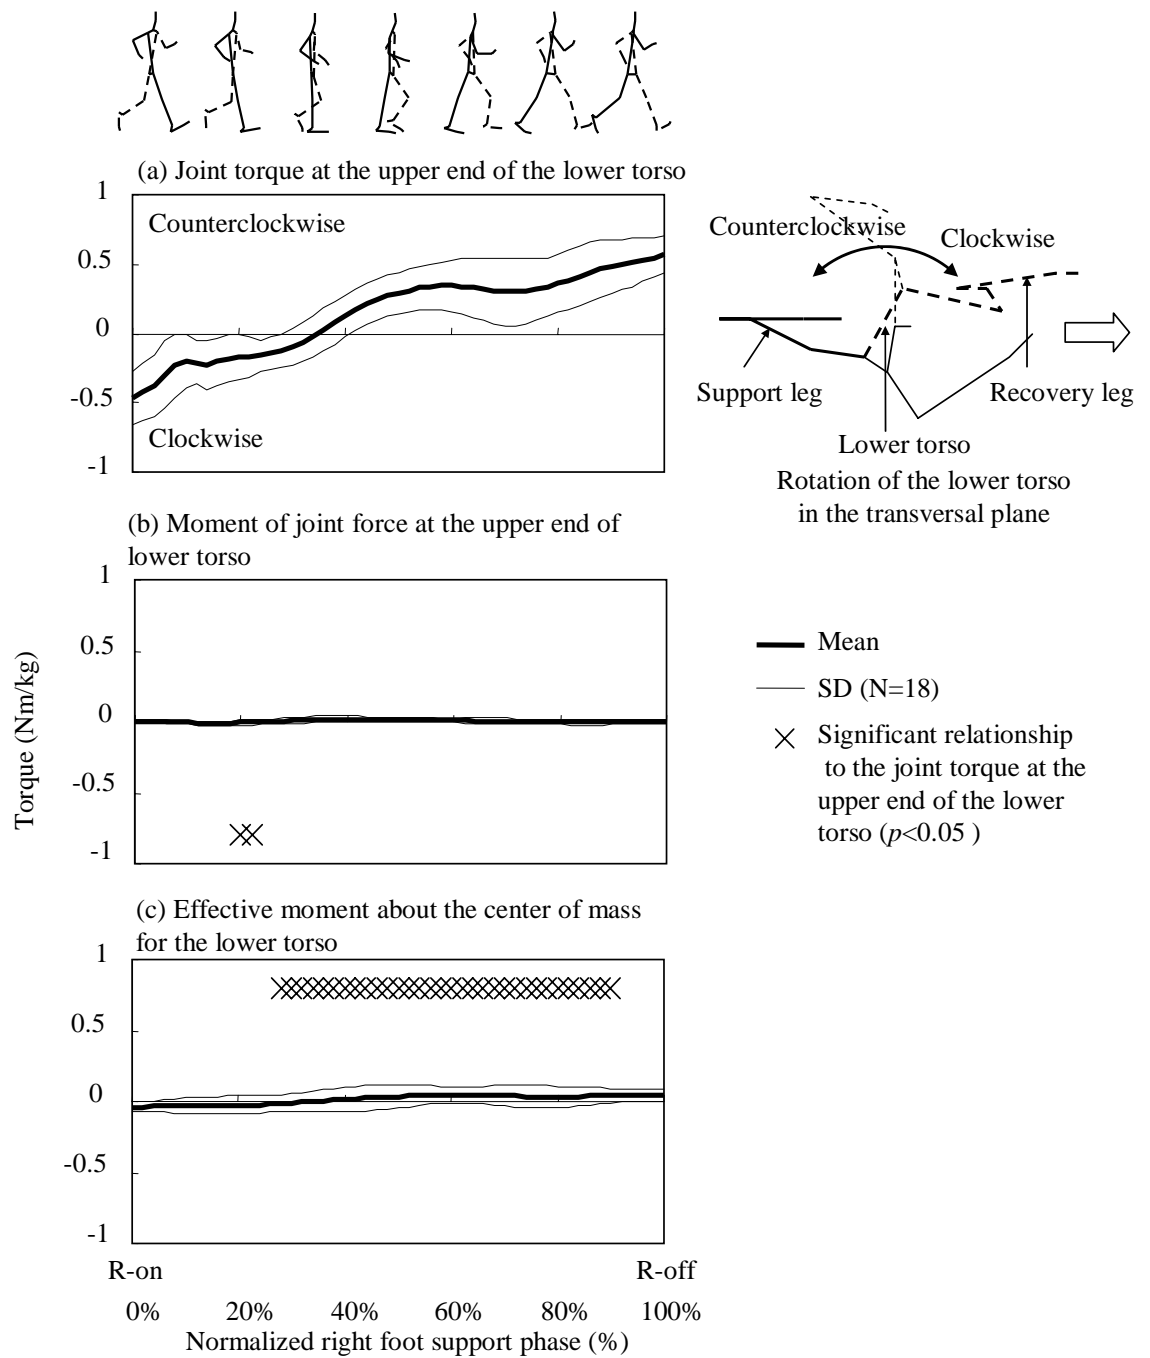 (a) Joint torque at the upper end of the lower torso
1
0.5
0
-0.5
-1
Counterclockwise
Clockwise
Counterclockwise
Clockwise
Support leg
Recovery leg
Lower torso
Rotation of the lower torso
in the transversal plane
(b) Moment of joint force at the upper end of
lower torso
1
0.5
0
-0.5
-1
Torque (Nm/kg)
Mean
SD (N=18)
Significant relationship
to the joint torque at the
upper end of the lower
torso (p<0.05 )
(c) Effective moment about the center of mass
for the lower torso
1
0.5
0
-0.5
-1
R-on
R-off
0% 20% 40% 60% 80% 100%
Normalized right foot support phase (%)